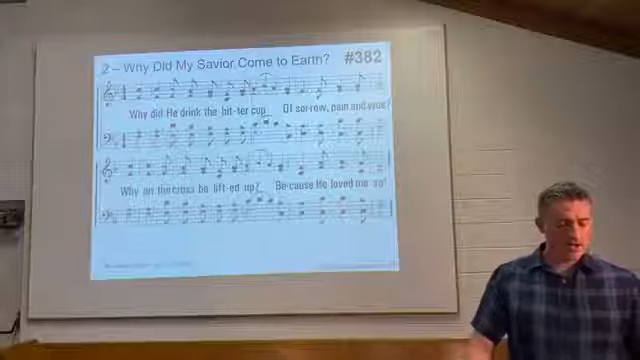 2 – Why Did My Savior Come to Earth? #382
Why did He drink the bit-ter cup Of sor-row, pain and woe?
Why on the cross be lift-ed up? Be-cause He loved me so!